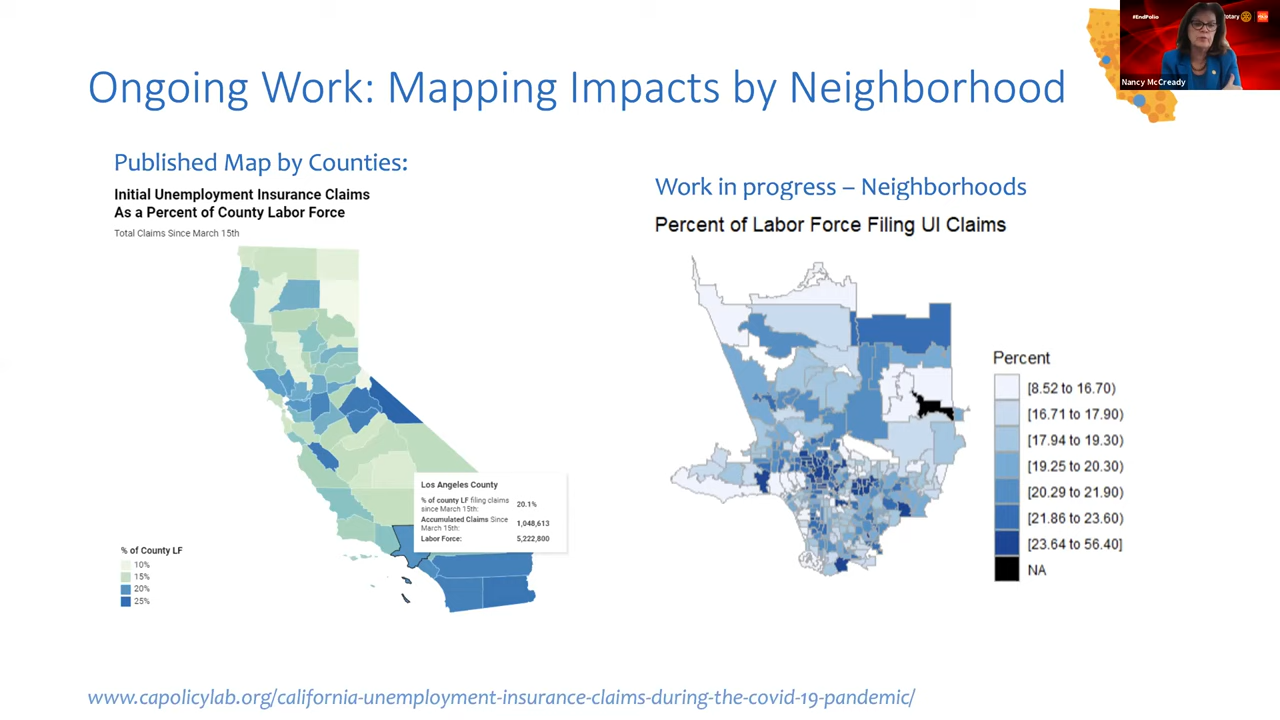 Ongoing Work: Mapping Impacts by Neighborhood
#EndPolio
Nancy McCready
Published Map by Counties:
Initial Unemployment Insurance Claims
As a Percent of County Labor Force
Total Claims Since March 15th
Los Angeles County
% of county LF filing claims
since March 15th:
20.1%
Accumulated Claims Since
March 15th:
1,048,613
Labor Force:
5,222,800
% of County LF
10%
15%
20%
25%
Work in progress – Neighborhoods
Percent of Labor Force Filing UI Claims
Percent
[8.52 to 16.70)
[16.71 to 17.90)
[17.94 to 19.30)
[19.25 to 20.30)
[20.29 to 21.90)
[21.86 to 23.60)
[23.64 to 56.40]
NA
www.capolicylab.org/california-unemployment-insurance-claims-during-the-covid-19-pandemic/